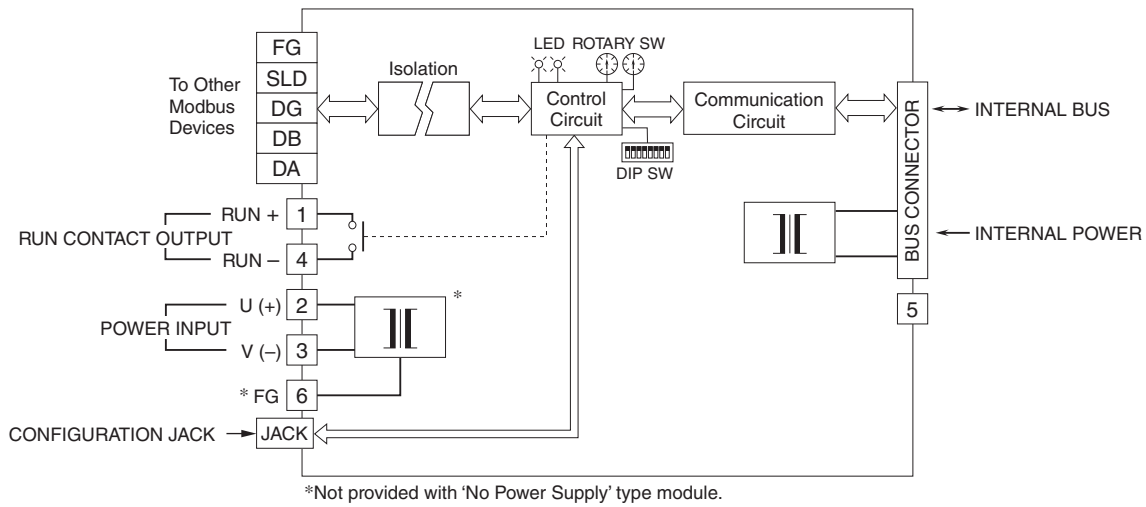 FG
SLD
DG
DB
DA
To Other
Modbus
Devices
Isolation
LED ROTARY SW
Control
Circuit
DIP SW
Communication
Circuit
BUS CONNECTOR
INTERNAL BUS
INTERNAL POWER
5
RUN + 1
RUN CONTACT OUTPUT
RUN – 4
U (+) 2
POWER INPUT
V (–) 3
*
* FG 6
CONFIGURATION JACK JACK
*Not provided with ‘No Power Supply’ type module.